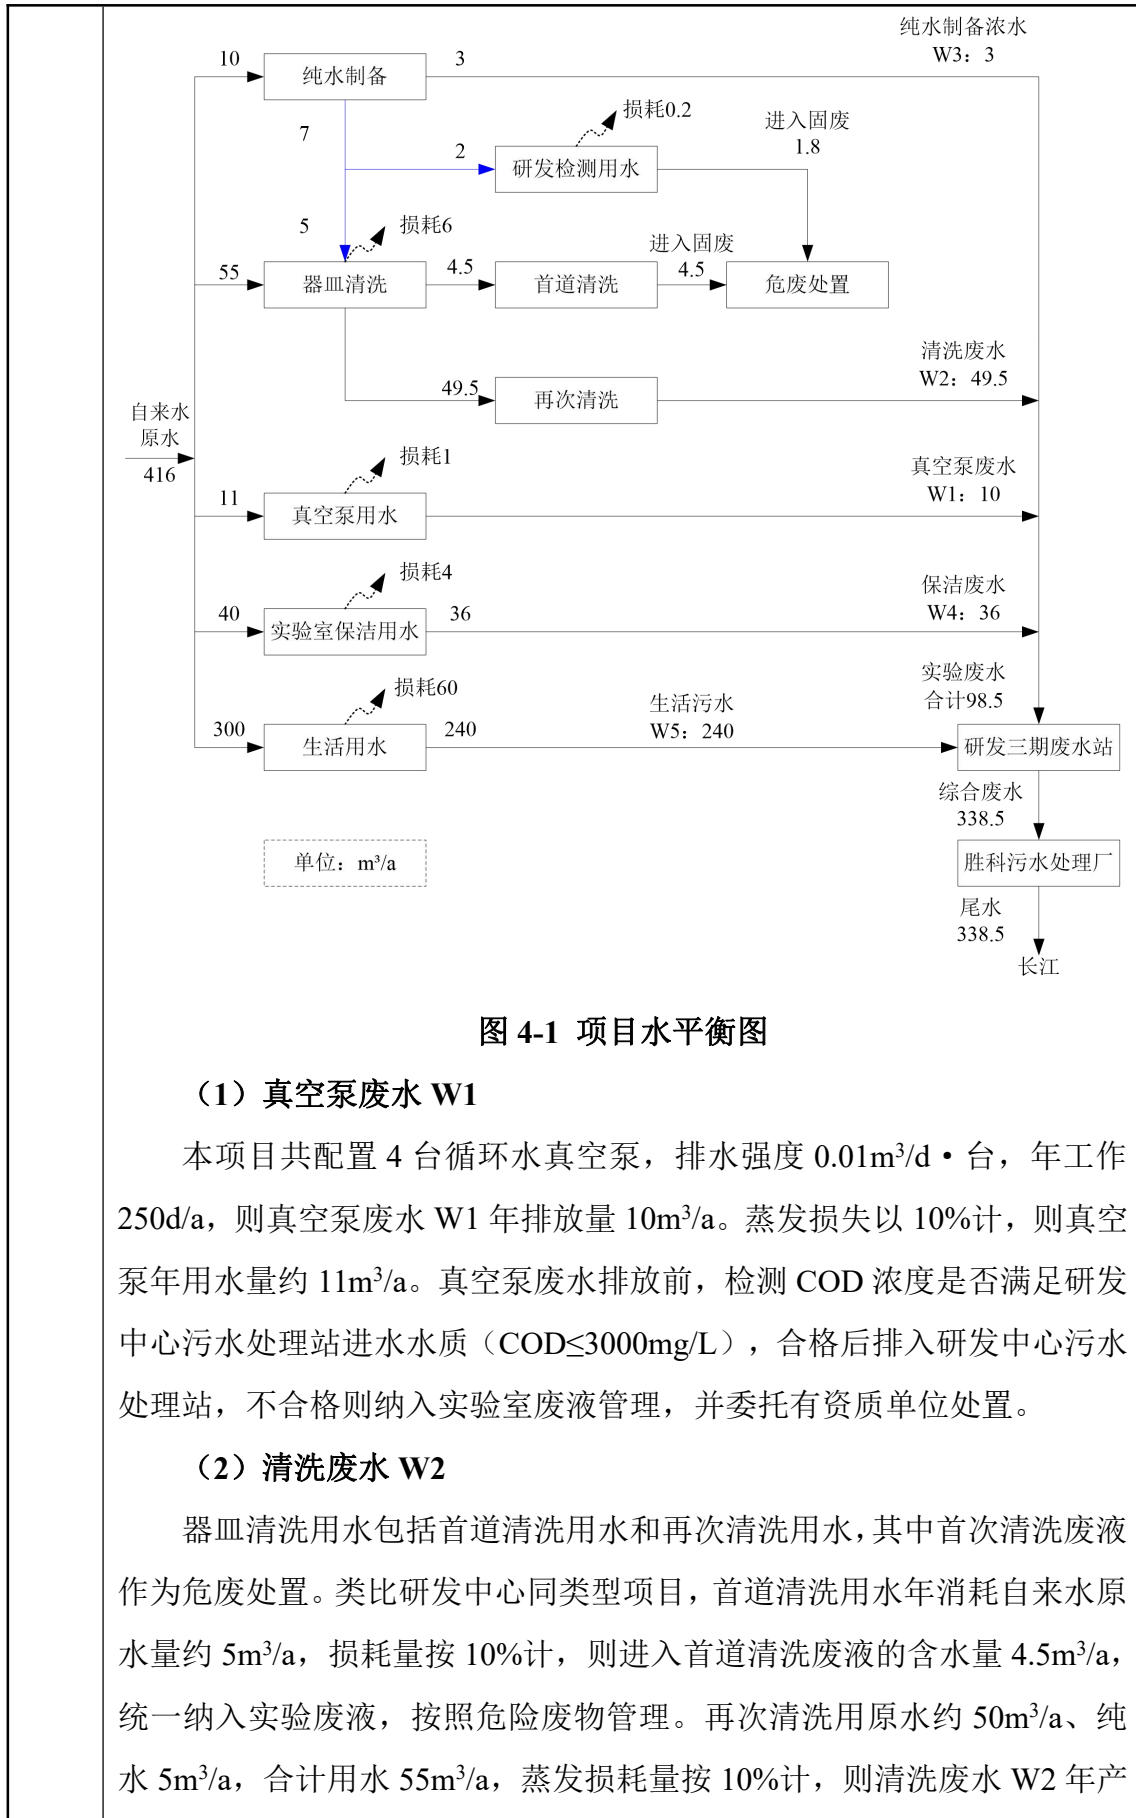 纯水制备浓水
W3：3
10
纯水制备
3
损耗0.2
进入固废
1.8
7
2
研发检测用水
5
损耗6
进入固废
55
器皿清洗
4.5
首道清洗
4.5
危废处置
清洗废水
W2：49.5
49.5
再次清洗
自来水
原水
416
损耗1
真空泵废水
W1：10
11
真空泵用水
损耗4
保洁废水
W4：36
40
实验室保洁用水
36
实验废水
合计98.5
损耗60
生活污水
W5：240
300
生活用水
240
研发三期废水站
综合废水
338.5
单位：m³/a
胜科污水处理厂
尾水
338.5
长江
图 4-1 项目水平衡图
（1）真空泵废水 W1
本项目共配置 4 台循环水真空泵，排水强度 0.01m³/d•台，年工作
250d/a，则真空泵废水 W1 年排放量 10m³/a。蒸发损失以 10%计，则真空
泵年用水量约 11m³/a。真空泵废水排放前，检测 COD 浓度是否满足研发
中心污水处理站进水水质（COD≤3000mg/L），合格后排入研发中心污水
处理站，不合格则纳入实验室废液管理，并委托有资质单位处置。
（2）清洗废水 W2
器皿清洗用水包括首道清洗用水和再次清洗用水，其中首次清洗废液
作为危废处置。类比研发中心同类型项目，首道清洗用水年消耗自来水原
水量约 5m³/a，损耗量按 10%计，则进入首道清洗废液的含水量 4.5m³/a，
统一纳入实验废液，按照危险废物管理。再次清洗用原水约 50m³/a、纯
水 5m³/a，合计用水 55m³/a，蒸发损耗量按 10%计，则清洗废水 W2 年产